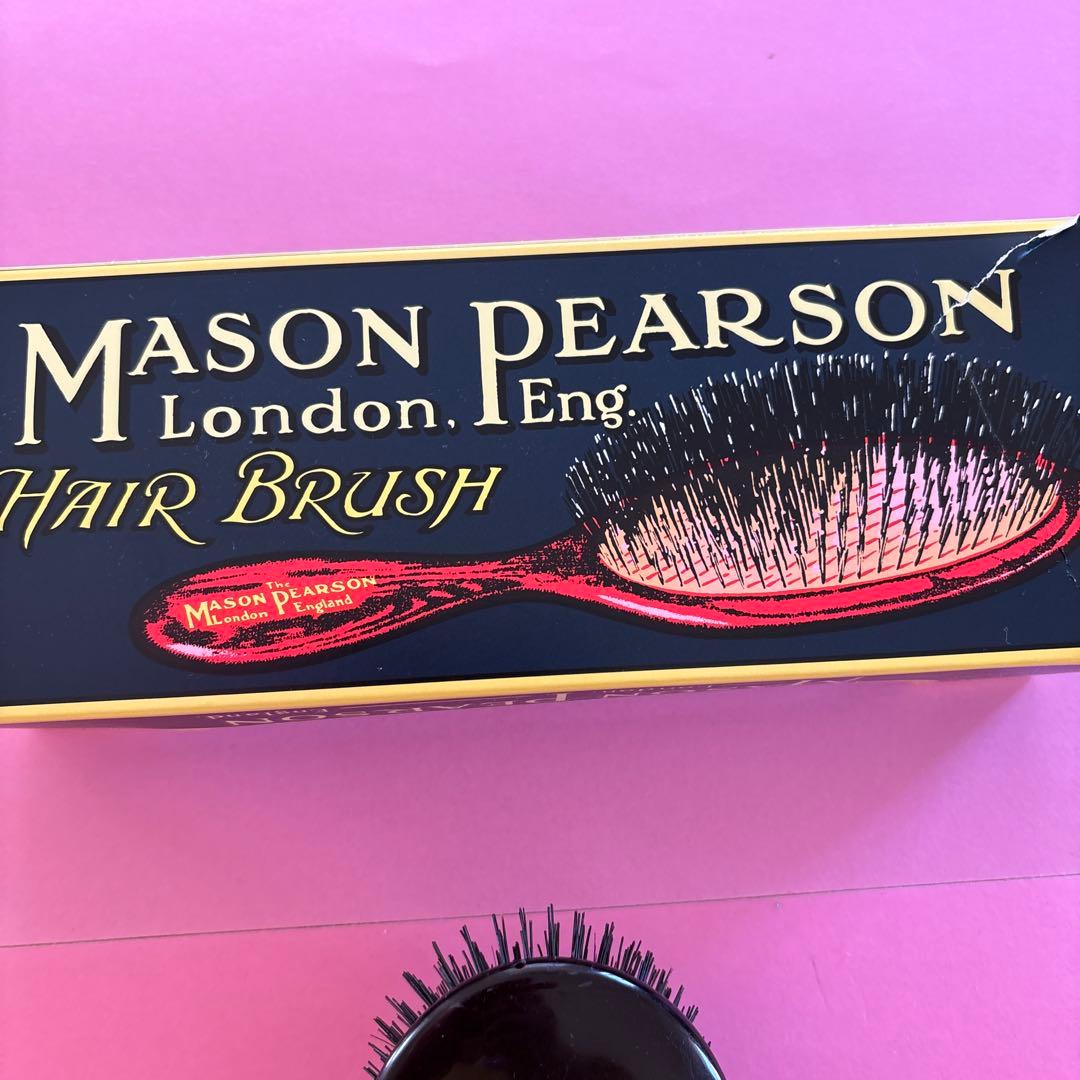 MASON PEARSON
London, Eng.
HAIR BRUSH
The
MASON PEARSON
London England